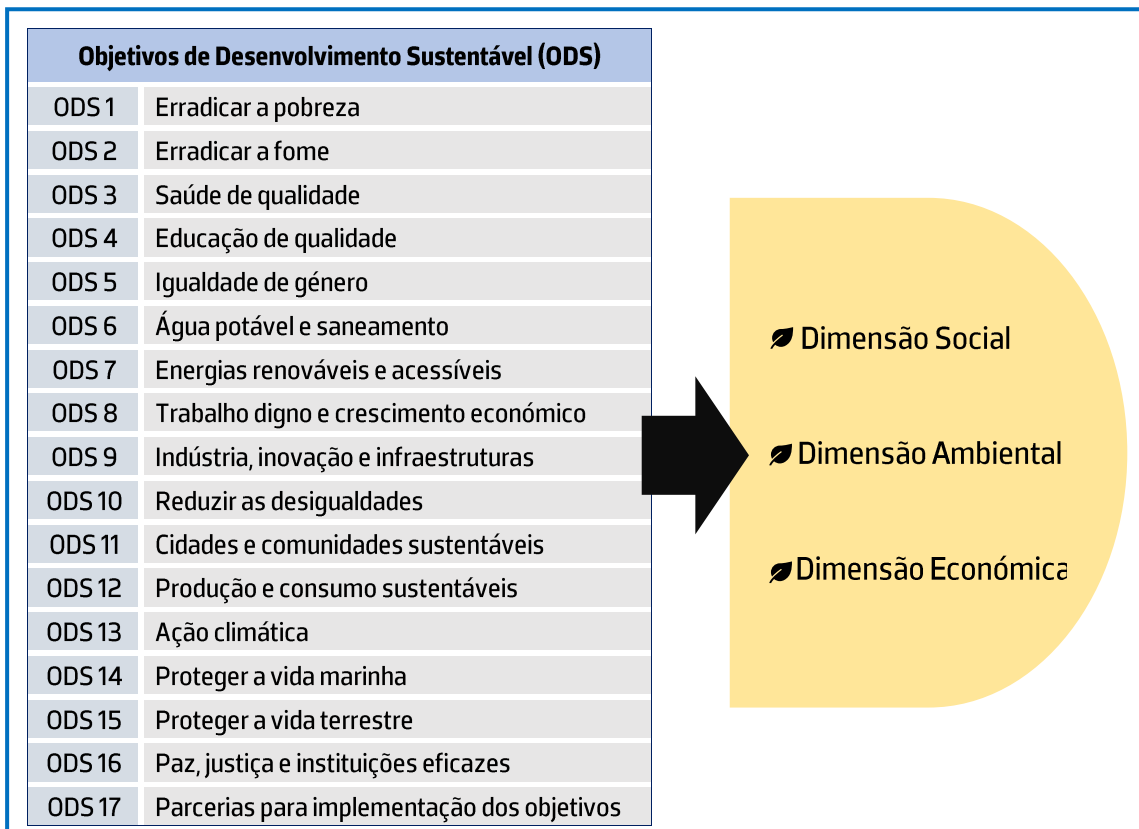 Objetivos de Desenvolvimento Sustentável (ODS)
ODS 1 Erradicar a pobreza
ODS 2 Erradicar a fome
ODS 3 Saúde de qualidade
ODS 4 Educação de qualidade
ODS 5 Igualdade de género
ODS 6 Água potável e saneamento
ODS 7 Energias renováveis e acessíveis
ODS 8 Trabalho digno e crescimento económico
ODS 9 Indústria, inovação e infraestruturas
ODS 10 Reduzir as desigualdades
ODS 11 Cidades e comunidades sustentáveis
ODS 12 Produção e consumo sustentáveis
ODS 13 Ação climática
ODS 14 Proteger a vida marinha
ODS 15 Proteger a vida terrestre
ODS 16 Paz, justiça e instituições eficazes
ODS 17 Parcerias para implementação dos objetivos
Dimensão Social
Dimensão Ambiental
Dimensão Económica